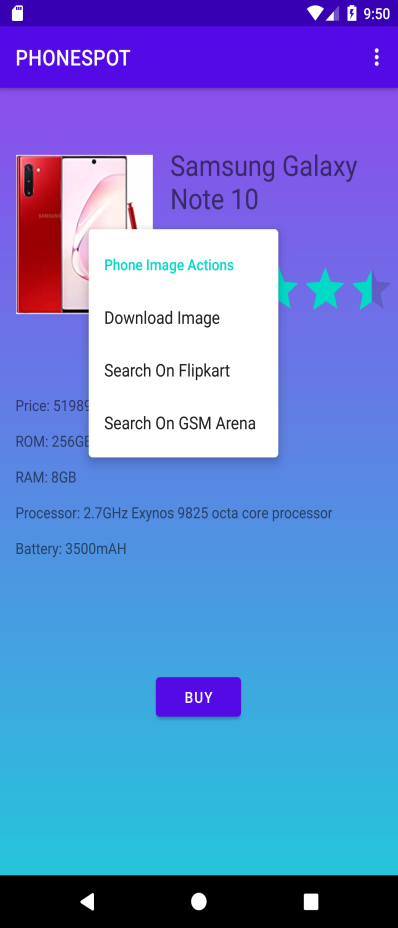 9:50
PHONESPOT
Samsung Galaxy
Note 10
Phone Image Actions
Download Image
Search On Flipkart
Search On GSM Arena
Price: 51989
ROM: 256GB
RAM: 8GB
Processor: 2.7GHz Exynos 9825 octa core processor
Battery: 3500mAH
BUY